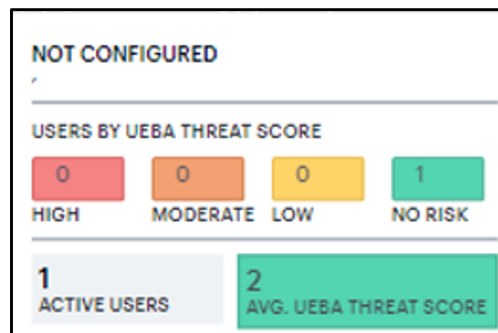 NOT CONFIGURED
USERS BY UEBA THREAT SCORE
0 0 0 1
HIGH MODERATE LOW NO RISK
1 2
ACTIVE USERS AVG. UEBA THREAT SCORE